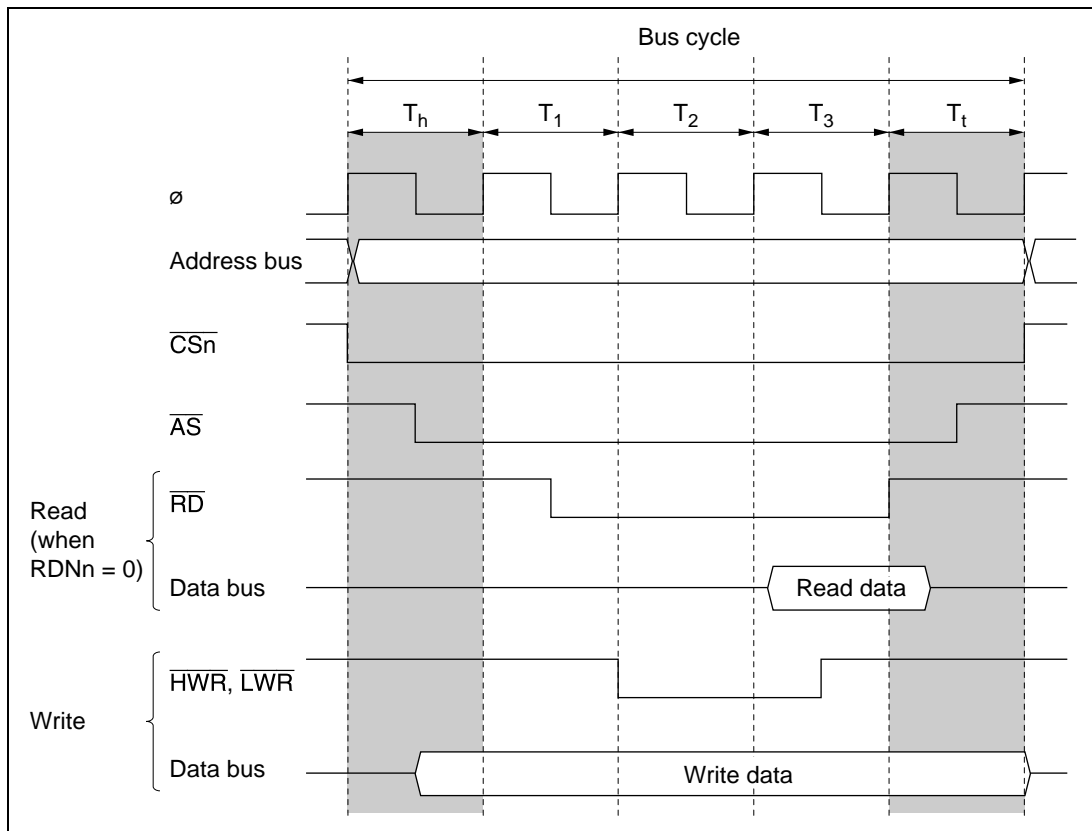 Bus cycle
Th T1 T2 T3 Tt
ø
Address bus
CSn
AS
Read
(when
RDNn = 0)
RD
Data bus
Read data
Write
HWR, LWR
Data bus
Write data